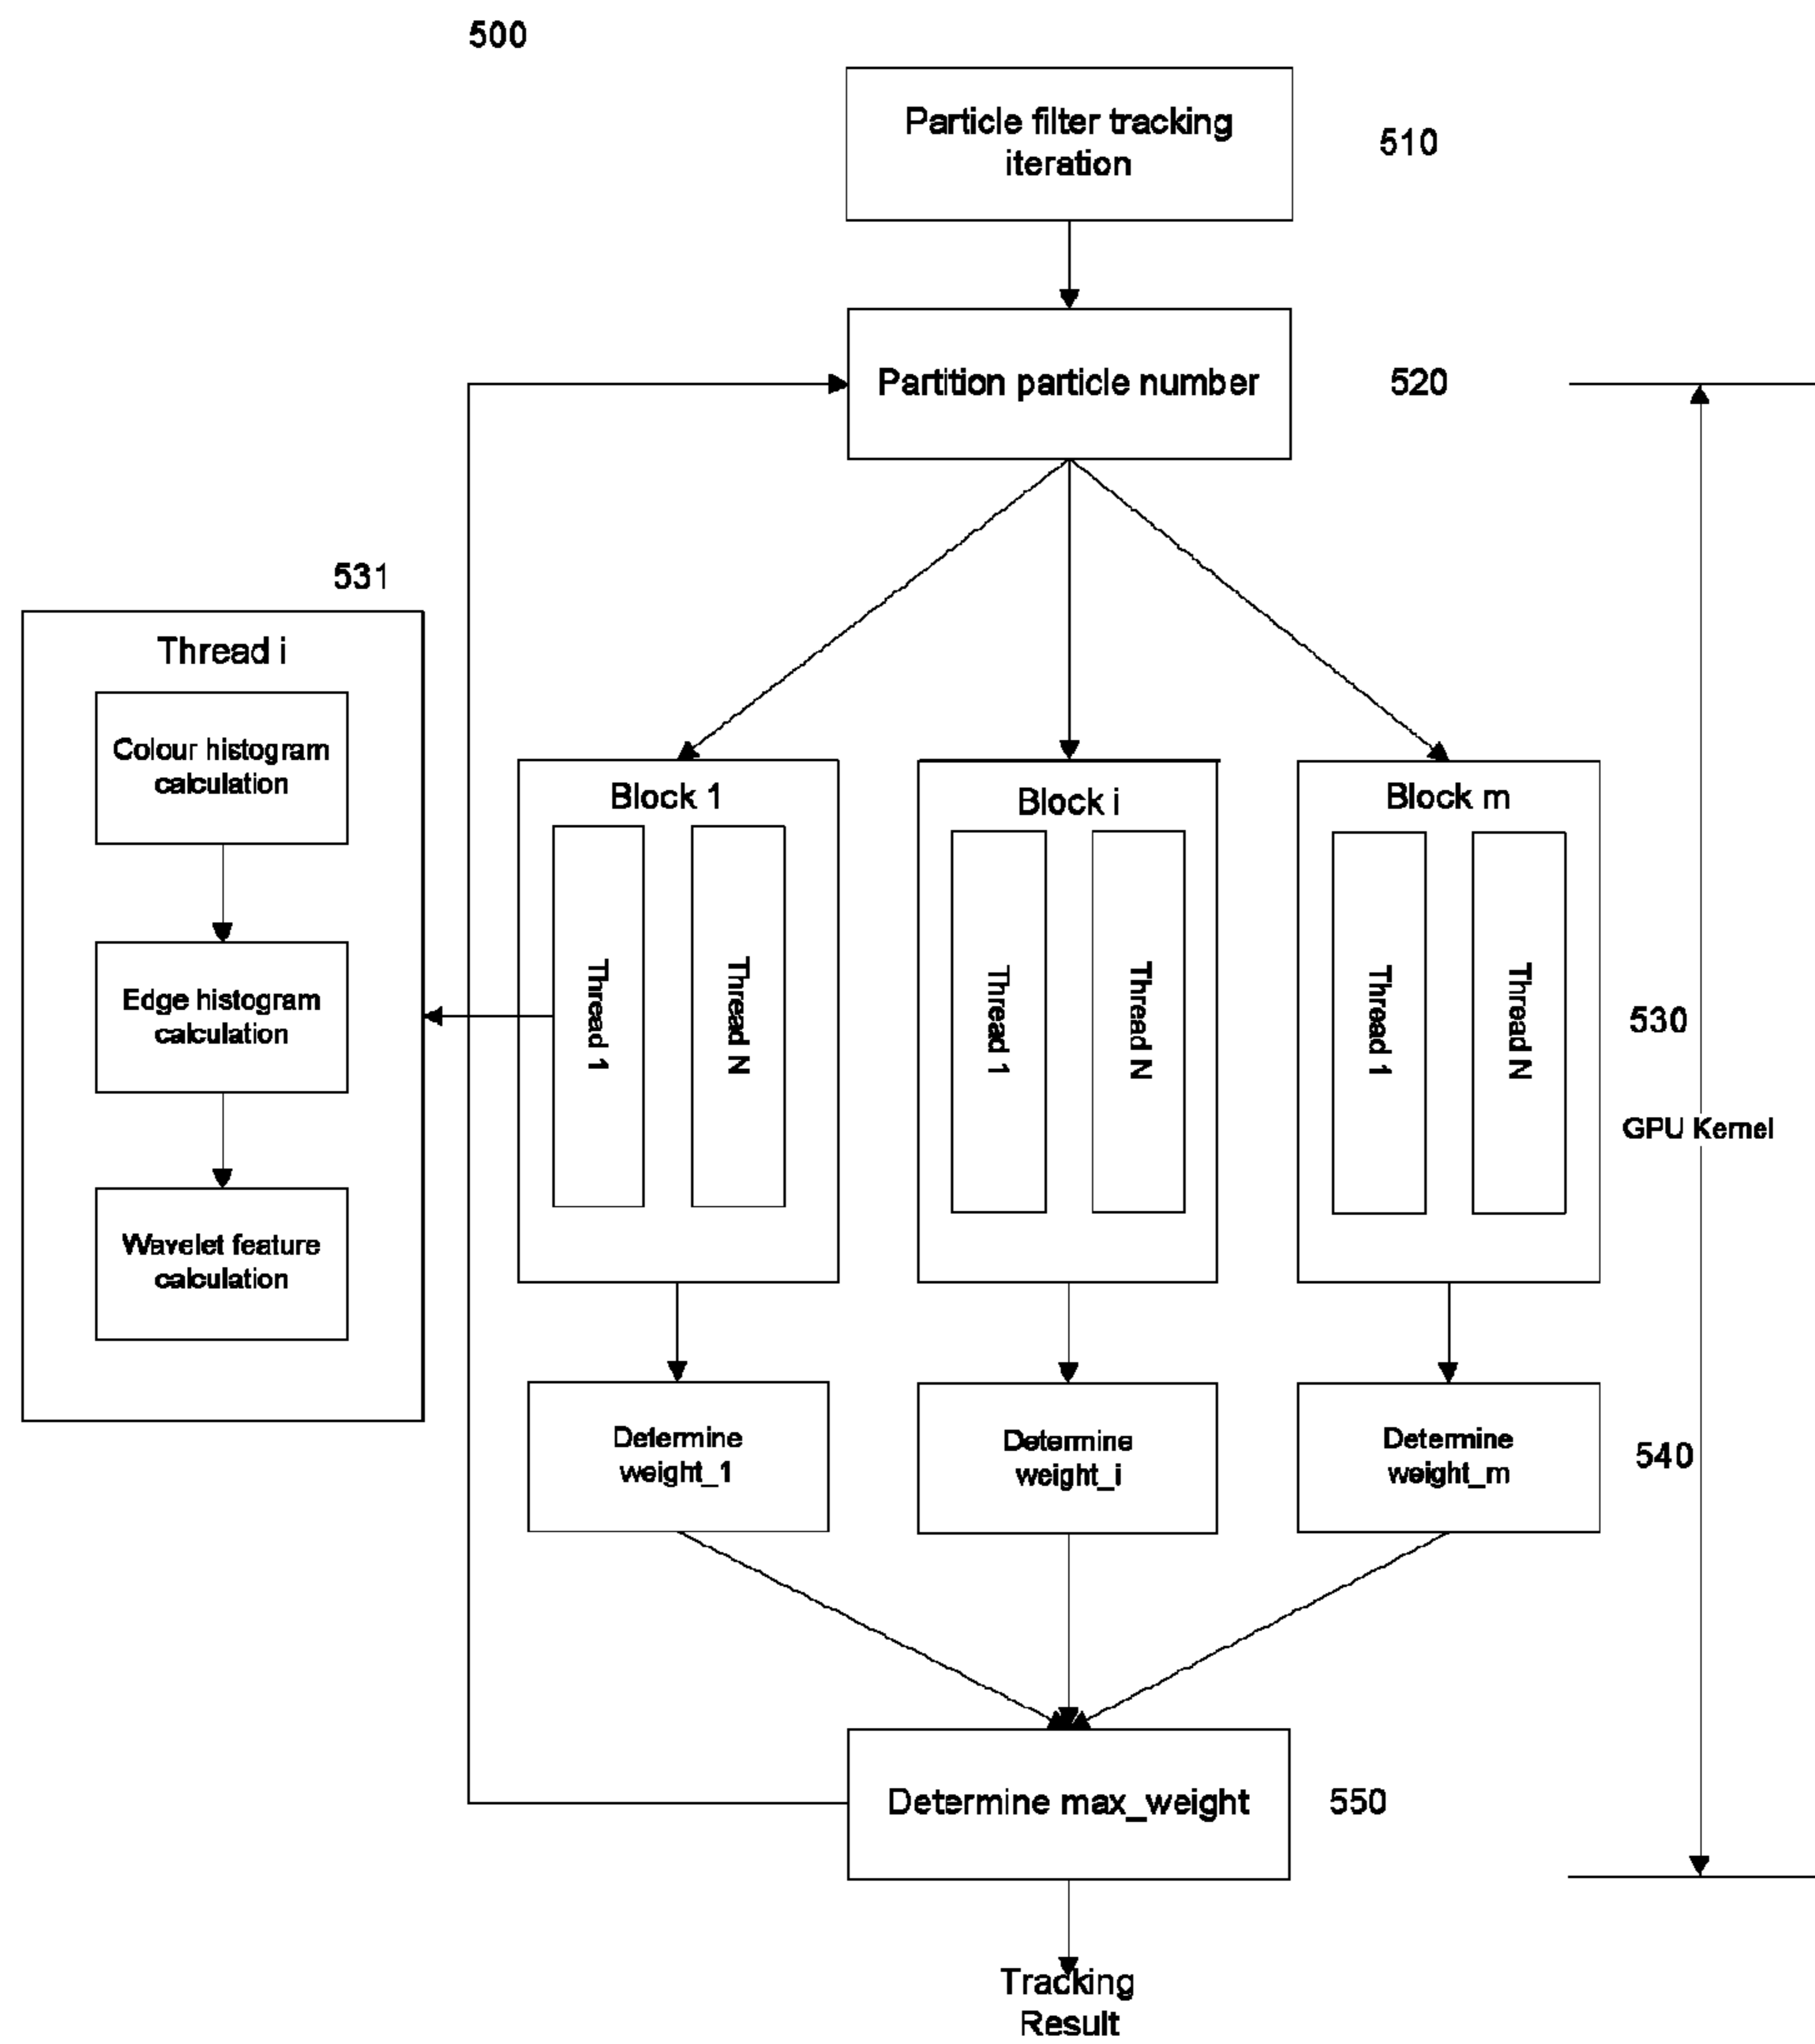 500
Particle filter tracking
iteration
510
Partition particle number
520
531
Thread i
Colour histogram
calculation
Edge histogram
calculation
Wavelet feature
calculation
Block 1
Thread 1
Thread N
Block i
Thread 1
Thread N
Block m
Thread 1
Thread N
530
GPU Kernel
Determine
weight_1
Determine
weight_i
Determine
weight_m
540
Determine max_weight
550
Tracking
Result